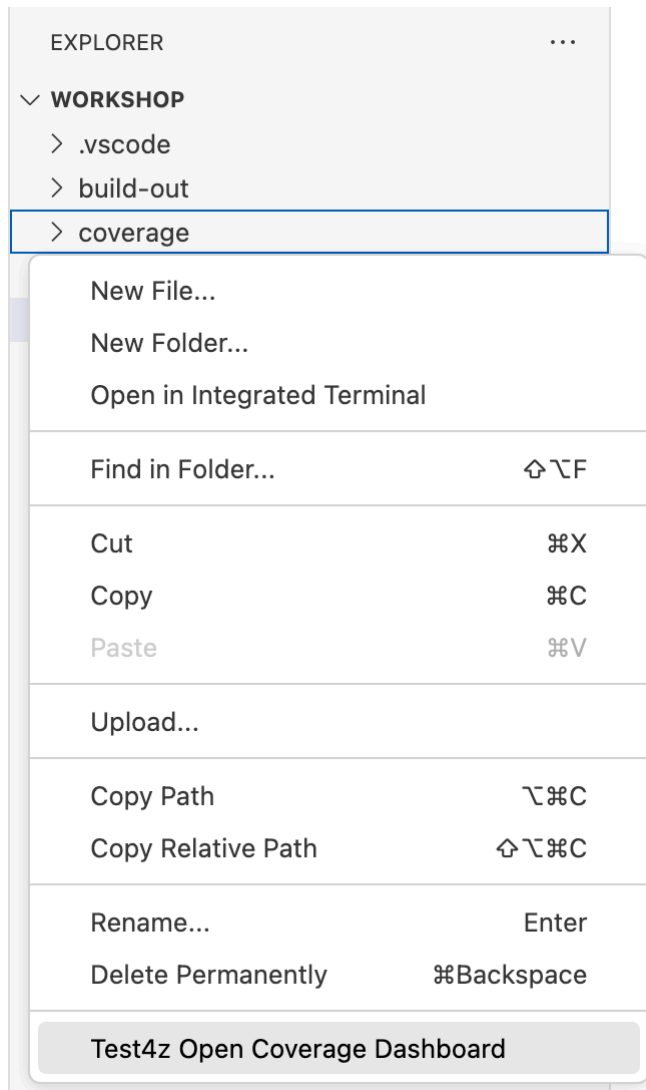 EXPLORER ...
WORKSHOP
.vscode
build-out
coverage
New File...
New Folder...
Open in Integrated Terminal
Find in Folder... ⇧⌥F
Cut ⌘X
Copy ⌘C
Paste ⌘V
Upload...
Copy Path ⌥⌘C
Copy Relative Path ⇧⌥⌘C
Rename... Enter
Delete Permanently ⌘Backspace
Test4z Open Coverage Dashboard